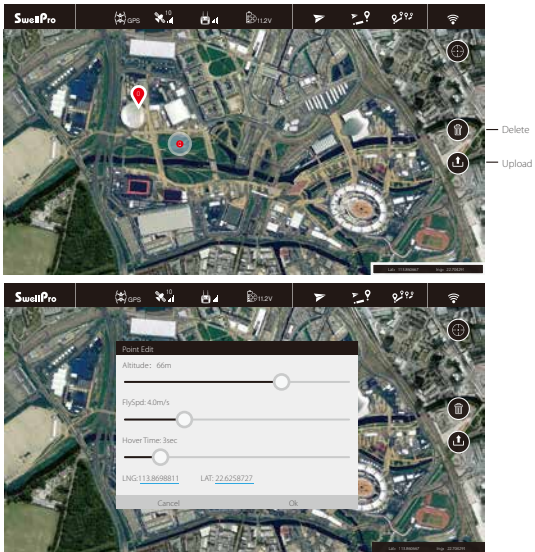 SwellPro GPS 10 11.2V
Delete
Upload
SwellPro GPS 10 11.2V
Point Edit
Altitude: 66m
FlySpd: 4.0m/s
Hover Time: 3sec
LNG:113.8698811 LAT: 22.6258727
Cancel Ok